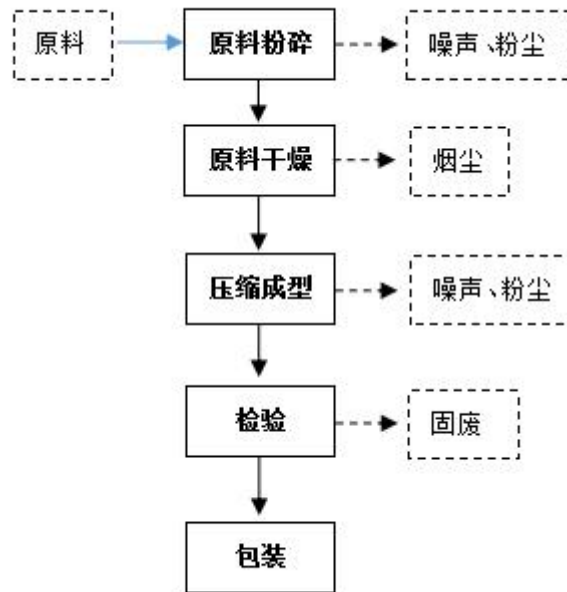 原料
原料粉碎
噪声、粉尘
原料干燥
烟尘
压缩成型
噪声、粉尘
检验
固废
包装